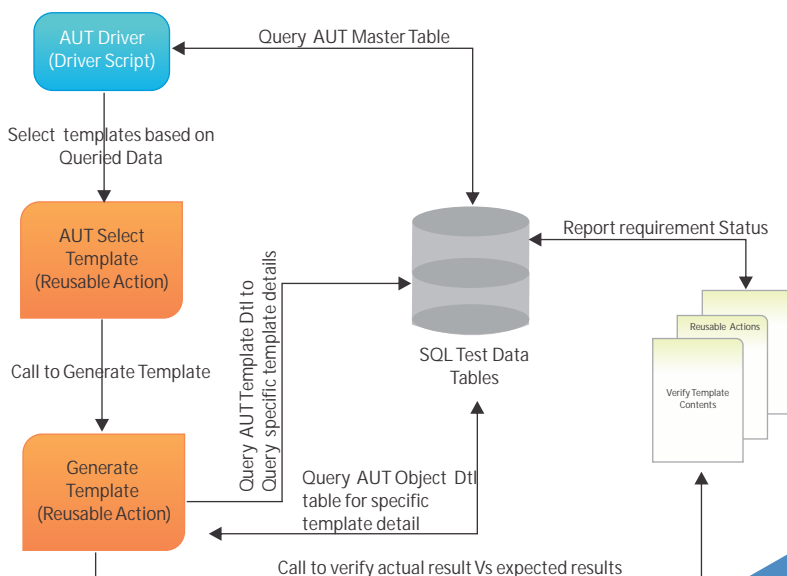 AUT Driver
(Driver Script)
Query AUT Master Table
Select templates based on
Queried Data
AUT Select
Template
(Reusable Action)
Report requirement Status
Query AUT Template Dtl to
Query specific template details
SQL Test Data
Tables
Reusable Actions
Verify Template
Contents
Call to Generate Template
Generate
Template
(Reusable Action)
Query AUT Object Dtl
table for specific
template detail
Call to verify actual result Vs expected results